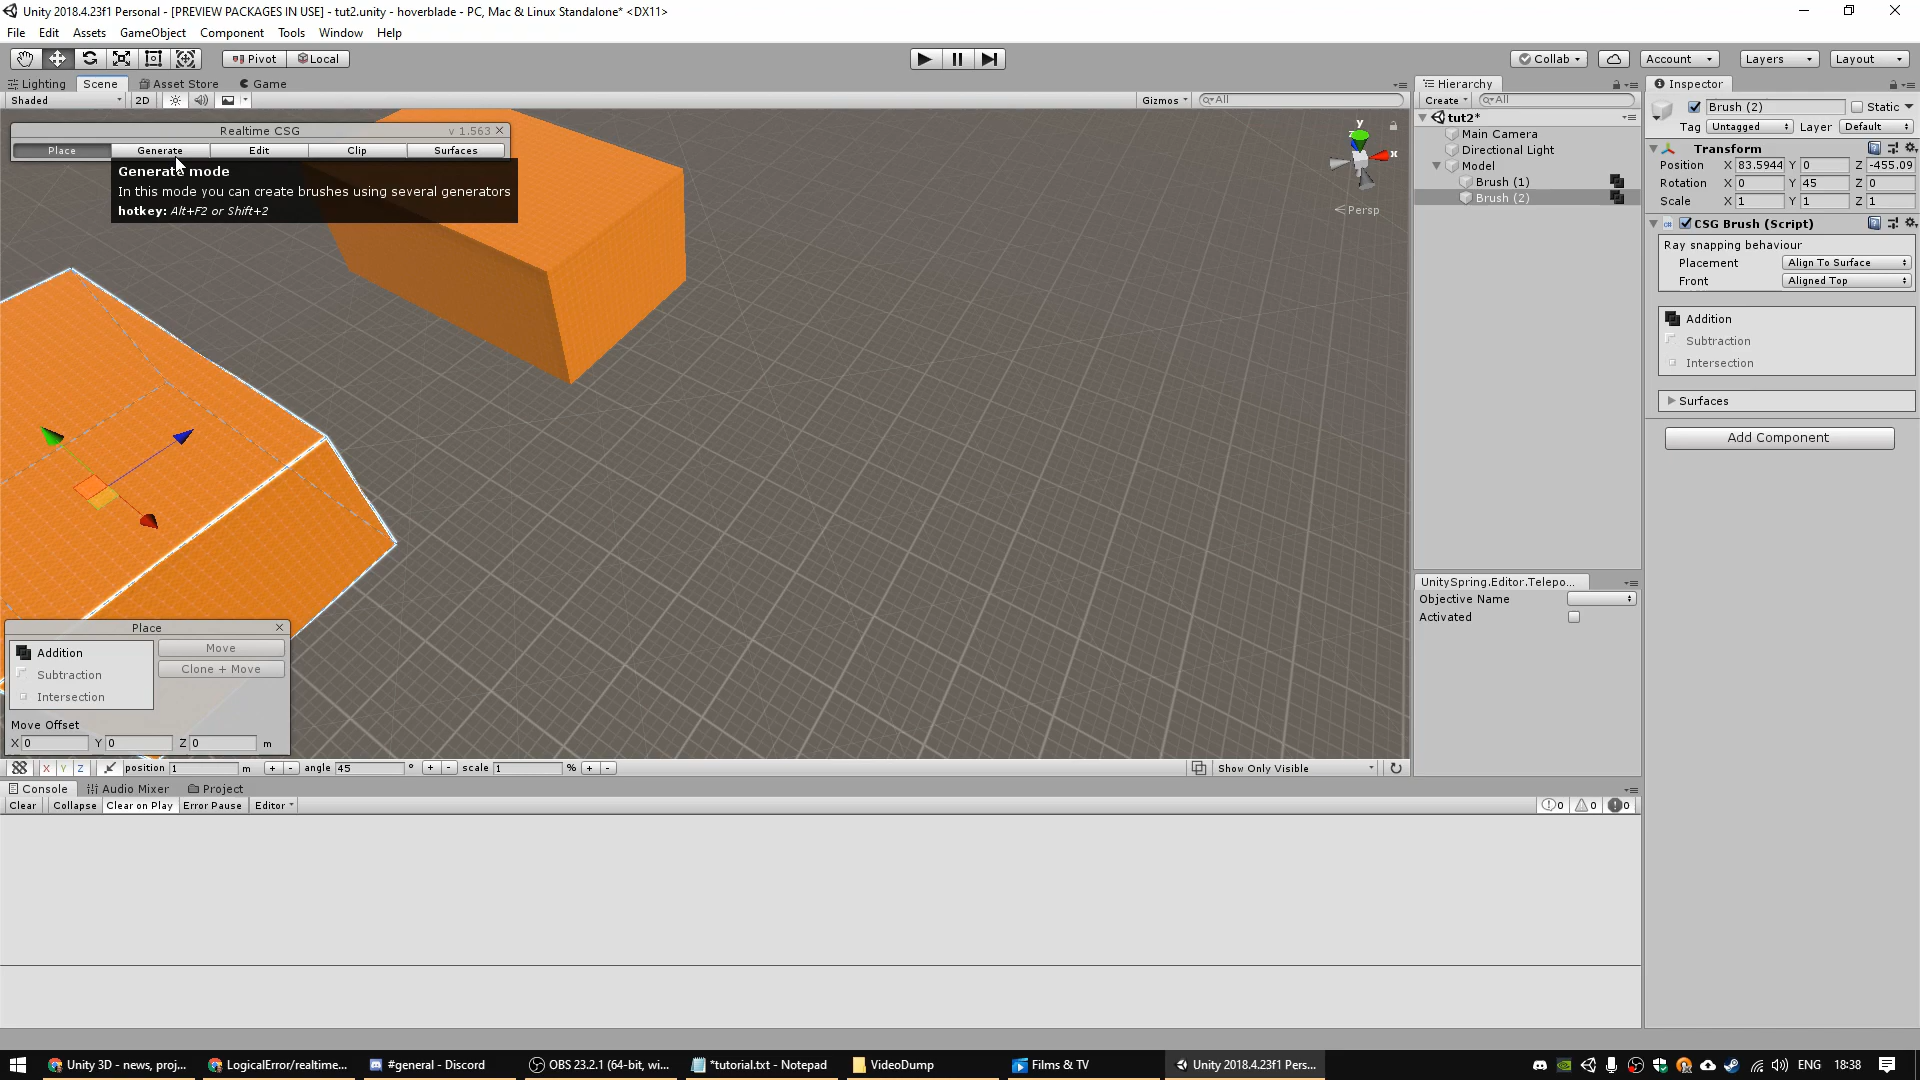 Unity 2018.4.23f1 Personal - [PREVIEW PACKAGES IN USE] - tut2.unity - hoverblade - PC, Mac & Linux Standalone* <DX11>
File Edit Assets GameObject Component Tools Window Help
Pivot Local Collab Account Layers Layout
Lighting Scene Asset Store Game Hierarchy Inspector
Shaded 2D Gizmos All Create All Brush (2) Static
tut2* Tag Untagged Layer Default
Realtime CSG v 1.563
Place Generate Edit Clip Surfaces
Generate mode
In this mode you can create brushes using several generators
hotkey: Alt+F2 or Shift+2
y
z
x
Persp
Main Camera
Directional Light
Model
Brush (1)
Brush (2)
Transform
Position X 83.5944 Y 0 Z -455.09
Rotation X 0 Y 45 Z 0
Scale X 1 Y 1 Z 1
CSG Brush (Script)
Ray snapping behaviour
Placement Align To Surface
Front Aligned Top
Addition
Subtraction
Intersection
Surfaces
Add Component
UnitySpring.Editor.Telepo...
Objective Name
Activated
Place
Addition Move
Subtraction Clone + Move
Intersection
Move Offset
X 0 Y 0 Z 0 m
X Y Z position 1 m + - angle 45 ° + - scale 1 % + - Show Only Visible
Console Audio Mixer Project
Clear Collapse Clear on Play Error Pause Editor 0 0 0
Unity 3D - news, proj... LogicalError/realtime... #general - Discord OBS 23.2.1 (64-bit, wi... *tutorial.txt - Notepad VideoDump Films & TV Unity 2018.4.23f1 Pers... ENG 18:38